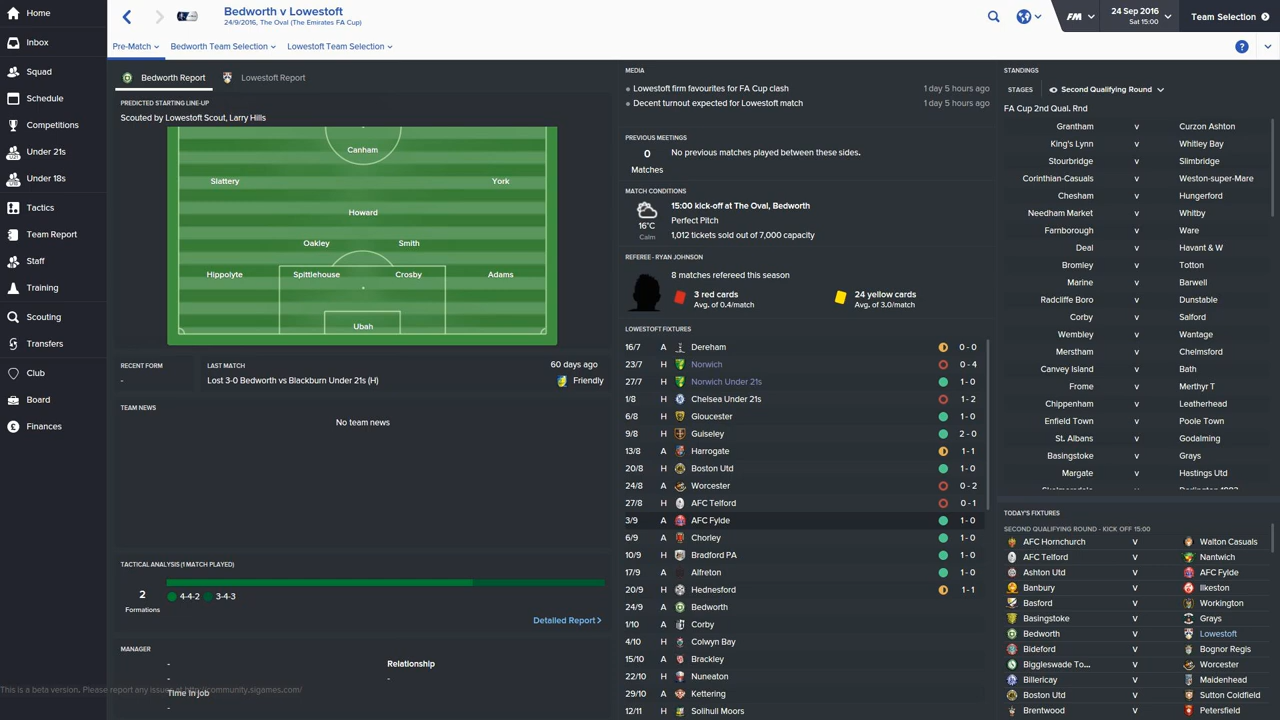 Home
Inbox
Squad
Schedule
Competitions
Under 21s
Under 18s
Tactics
Team Report
Staff
Training
Scouting
Transfers
Club
Board
Finances
Bedworth v Lowestoft
24/9/2016, The Oval (The Emirates FA Cup)
FM
24 Sep 2016
Sat 15:00
Team Selection
Pre-Match
Bedworth Team Selection
Lowestoft Team Selection
?
Bedworth Report
Lowestoft Report
PREDICTED STARTING LINE-UP
Scouted by Lowestoft Scout, Larry Hills
Canham
Slattery York
Howard
Oakley Smith
Hippolyte Spittlehouse Crosby Adams
Ubah
RECENT FORM
-
LAST MATCH
60 days ago
Lost 3-0 Bedworth vs Blackburn Under 21s (H)
Friendly
TEAM NEWS
No team news
TACTICAL ANALYSIS (1 MATCH PLAYED)
2
Formations
4-4-2 3-4-3
Detailed Report >
MANAGER
-
-
Relationship
-
Time in job
-
This is a beta version. Please report any issues at http://community.sigames.com/
MEDIA
Lowestoft firm favourites for FA Cup clash 1 day 5 hours ago
Decent turnout expected for Lowestoft match 1 day 5 hours ago
PREVIOUS MEETINGS
0
Matches
No previous matches played between these sides.
MATCH CONDITIONS
16°C
Calm
15:00 kick-off at The Oval, Bedworth
Perfect Pitch
1,012 tickets sold out of 7,000 capacity
REFEREE - RYAN JOHNSON
8 matches refereed this season
3 red cards
Avg. of 0.4/match
24 yellow cards
Avg. of 3.0/match
LOWESTOFT FIXTURES
16/7 A Dereham 0 - 0
23/7 H Norwich 0 - 4
27/7 H Norwich Under 21s 1 - 0
1/8 H Chelsea Under 21s 1 - 2
6/8 H Gloucester 1 - 0
9/8 H Guiseley 2 - 0
13/8 A Harrogate 1 - 1
20/8 H Boston Utd 1 - 0
24/8 A Worcester 0 - 2
27/8 H AFC Telford 0 - 1
3/9 A AFC Fylde 1 - 0
6/9 A Chorley 1 - 0
10/9 H Bradford PA 1 - 0
17/9 A Alfreton 1 - 0
20/9 H Hednesford 1 - 1
24/9 A Bedworth
1/10 A Corby
4/10 H Colwyn Bay
15/10 A Brackley
22/10 H Nuneaton
29/10 A Kettering
12/11 H Solihull Moors
STANDINGS
STAGES Second Qualifying Round
FA Cup 2nd Qual. Rnd
Grantham v Curzon Ashton
King's Lynn v Whitley Bay
Stourbridge v Slimbridge
Corinthian-Casuals v Weston-super-Mare
Chesham v Hungerford
Needham Market v Whitby
Farnborough v Ware
Deal v Havant & W
Bromley v Totton
Marine v Barwell
Radcliffe Boro v Dunstable
Corby v Salford
Wembley v Wantage
Merstham v Chelmsford
Canvey Island v Bath
Frome v Merthyr T
Chippenham v Leatherhead
Enfield Town v Poole Town
St. Albans v Godalming
Basingstoke v Grays
Margate v Hastings Utd
Skelmersdale v Darlington 1883
TODAY'S FIXTURES
SECOND QUALIFYING ROUND - KICK OFF 15:00
AFC Hornchurch V Walton Casuals
AFC Telford V Nantwich
Ashton Utd V AFC Fylde
Banbury V Ilkeston
Basford V Workington
Basingstoke V Grays
Bedworth V Lowestoft
Bideford V Bognor Regis
Biggleswade To... V Worcester
Billericay V Maidenhead
Boston Utd V Sutton Coldfield
Brentwood V Petersfield